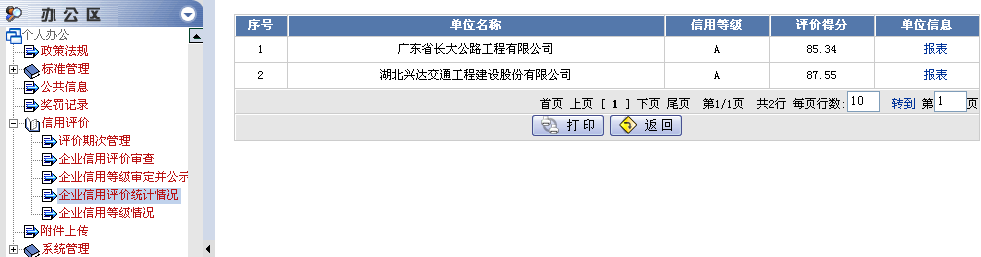 办公区
个人办公
政策法规
标准管理
公共信息
奖罚记录
信用评价
评价期次管理
企业信用评价审查
企业信用等级审定并公示
企业信用评价统计情况
企业信用等级情况
附件上传
系统管理
序号 单位名称 信用等级 评价得分 单位信息
1 广东省长大公路工程有限公司 A 85.34 报表
2 湖北兴达交通工程建设股份有限公司 A 87.55 报表
首页 上页 [ 1 ] 下页 尾页 第1/1页 共2行 每页行数: 10 转到 第 1 页
打印 返回